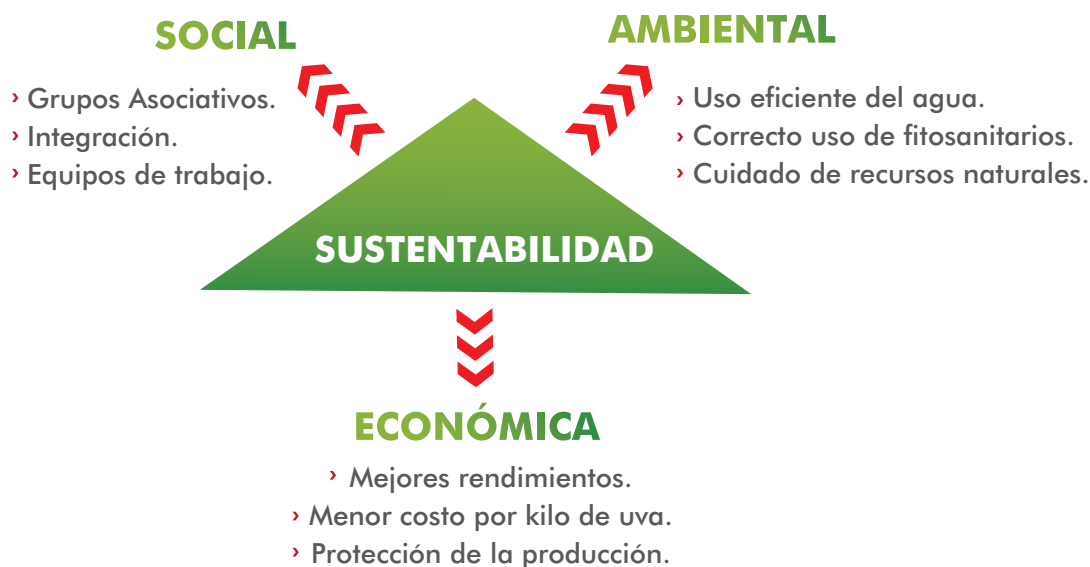 SOCIAL
› Grupos Asociativos.
› Integración.
› Equipos de trabajo.
AMBIENTAL
› Uso eficiente del agua.
› Correcto uso de fitosanitarios.
› Cuidado de recursos naturales.
SUSTENTABILIDAD
ECONÓMICA
› Mejores rendimientos.
› Menor costo por kilo de uva.
› Protección de la producción.